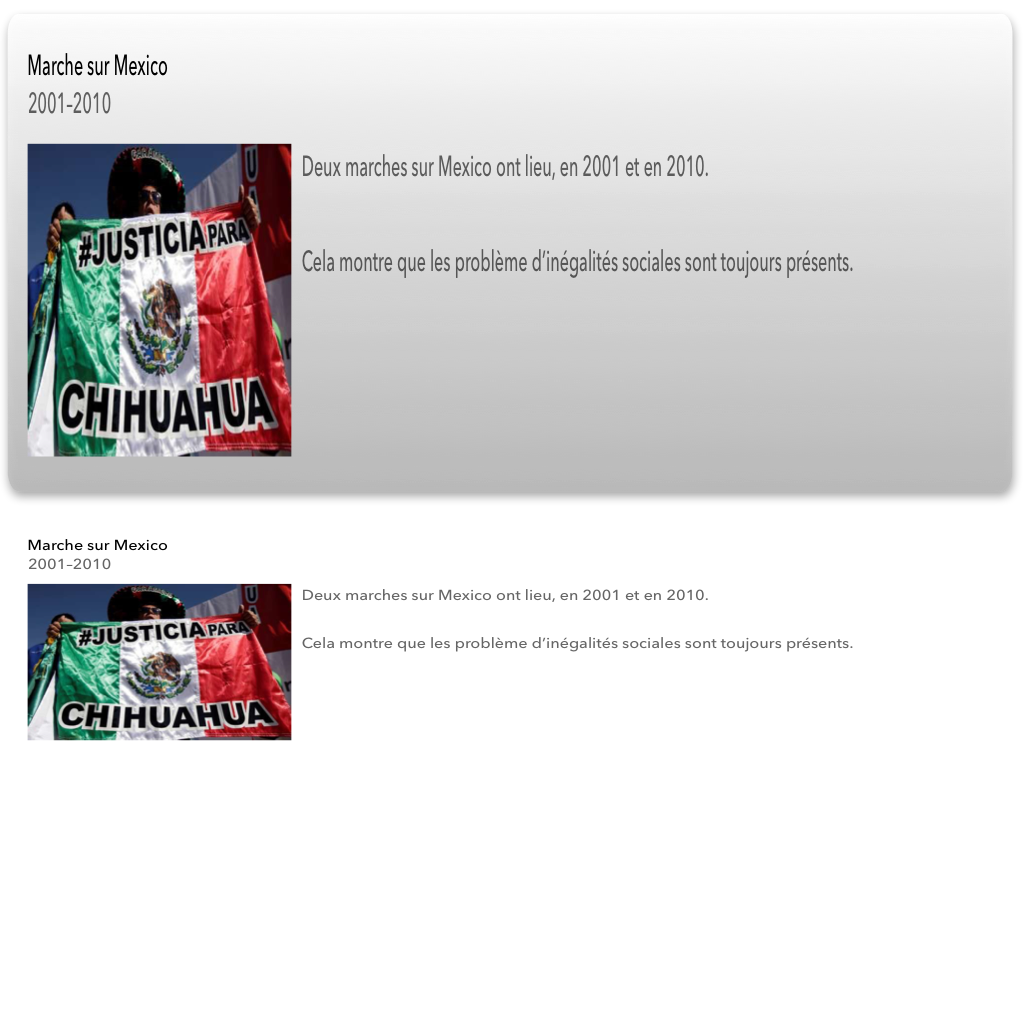 Marche sur Mexico
2001–2010
#JUSTICIA PARA
CHIHUAHUA
Deux marches sur Mexico ont lieu, en 2001 et en 2010.
Cela montre que les problème d’inégalités sociales sont toujours présents.
Marche sur Mexico
2001–2010
#JUSTICIA PARA
CHIHUAHUA
Deux marches sur Mexico ont lieu, en 2001 et en 2010.
Cela montre que les problème d’inégalités sociales sont toujours présents.